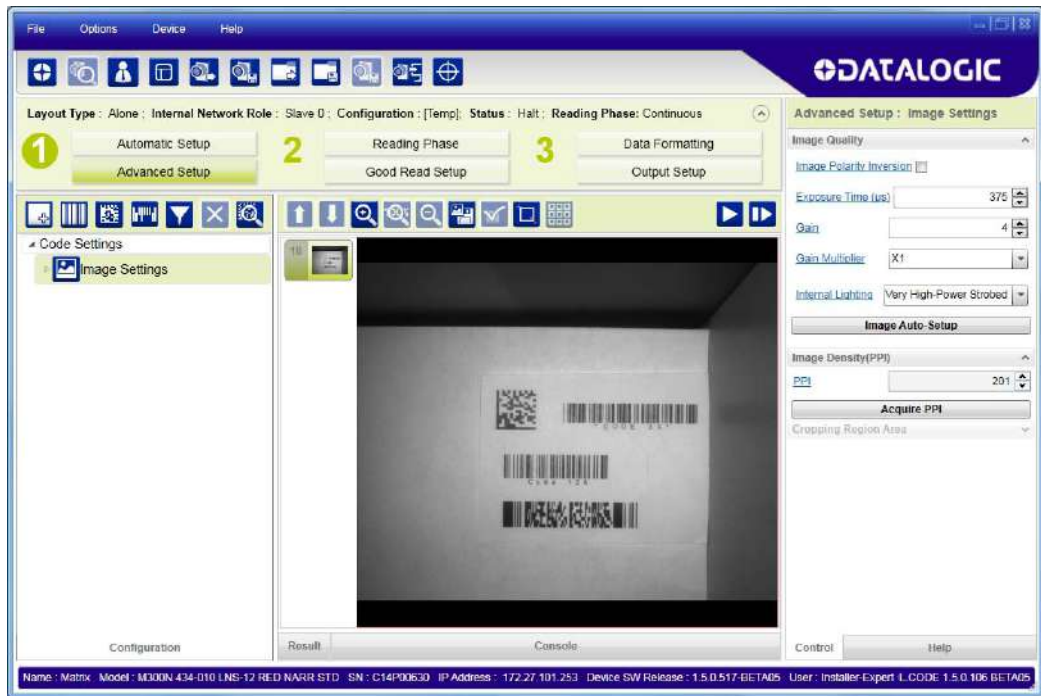 File Options Device Help
DATALOGIC
Layout Type : Alone ; Internal Network Role : Slave 0 ; Configuration : [Temp]; Status : Halt ; Reading Phase: Continuous
Advanced Setup : Image Settings
1 Automatic Setup
Advanced Setup
2 Reading Phase
Good Read Setup
3 Data Formatting
Output Setup
Code Settings
Image Settings
Configuration
16
"CODE 39"
Code 128
Result Console
Image Quality
Image Polarity Inversion
Exposure Time (us) 375
Gain 4
Gain Multiplier X1
Internal Lighting Very High-Power Strobed
Image Auto-Setup
Image Density(PPI)
PPI 201
Acquire PPI
Cropping Region Area
Control Help
Name : Matrix Model : M300N 434-010 LNS-12 RED NARR STD SN : C14P00630 IP Address : 172.27.101.253 Device SW Release : 1.5.0.517-BETA05 User : Installer-Expert IL.CODE 1.5.0.106 BETA05